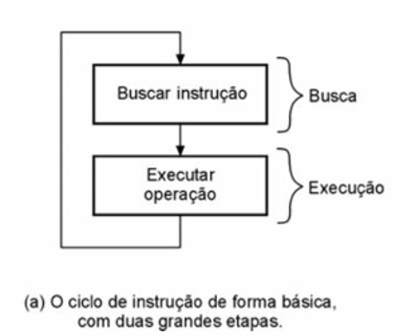 Buscar instrução
Busca
Executar
operação
Execução
(a) O ciclo de instrução de forma básica,
com duas grandes etapas.